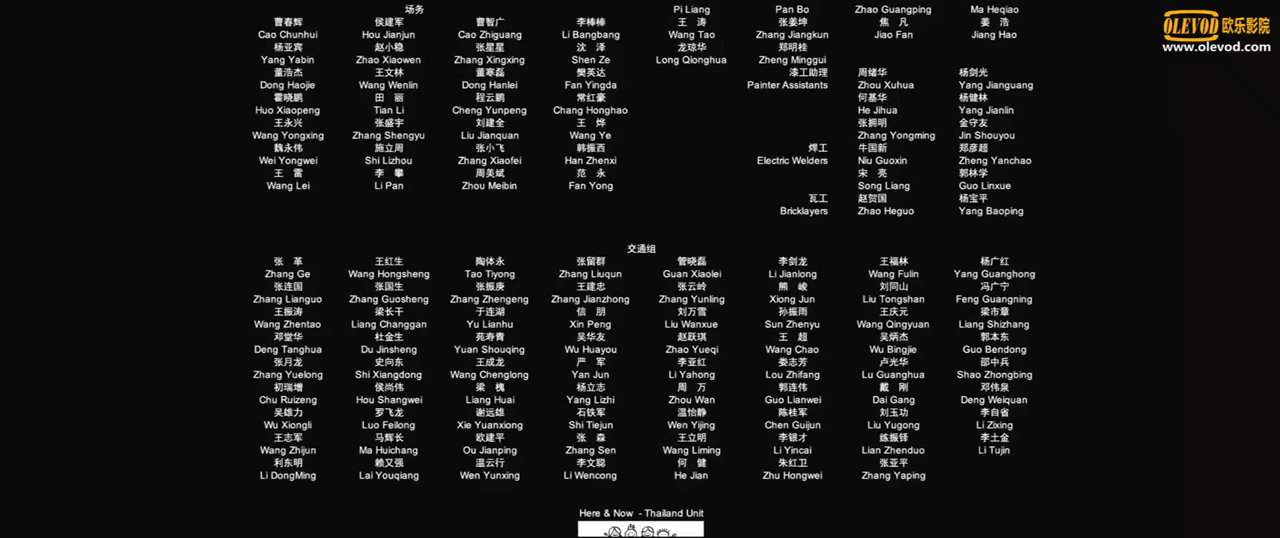 场务 Pi Liang Pan Bo Zhao Guangping Ma Heqiao
曹春辉 侯建军 曹智广 李棒棒 王 涛 张姜坤 焦 凡 姜 浩
Cao Chunhui Hou Jianjun Cao Zhiguang Li Bangbang Wang Tao Zhang Jiangkun Jiao Fan Jiang Hao
杨亚宾 赵小稳 张星星 沈 泽 龙琼华 郑明桂
Yang Yabin Zhao Xiaowen Zhang Xingxing Shen Ze Long Qionghua Zheng Minggui
董浩杰 王文林 董寒磊 樊英达 漆工助理 周绪华 杨剑光
Dong Haojie Wang Wenlin Dong Hanlei Fan Yingda Painter Assistants Zhou Xuhua Yang Jianguang
霍晓鹏 田 丽 程云鹏 常红豪 何基华 杨健林
Huo Xiaopeng Tian Li Cheng Yunpeng Chang Honghao He Jihua Yang Jianlin
王永兴 张盛宇 刘建全 王 烨 张拥明 金守友
Wang Yongxing Zhang Shengyu Liu Jianquan Wang Ye Zhang Yongming Jin Shouyou
魏永伟 施立周 张小飞 韩振西 焊工 牛国新 郑彦超
Wei Yongwei Shi Lizhou Zhang Xiaofei Han Zhenxi Electric Welders Niu Guoxin Zheng Yanchao
王 雷 李 攀 周美斌 范 永 宋 亮 郭林学
Wang Lei Li Pan Zhou Meibin Fan Yong Song Liang Guo Linxue
瓦工 赵贺国 杨宝平
Bricklayers Zhao Heguo Yang Baoping
交通组
张 革 王红生 陶体永 张留群 管晓磊 李剑龙 王福林 杨广红
Zhang Ge Wang Hongsheng Tao Tiyong Zhang Liuqun Guan Xiaolei Li Jianlong Wang Fulin Yang Guanghong
张连国 张国生 张振庚 王建忠 张云岭 熊 峻 刘同山 冯广宁
Zhang Lianguo Zhang Guosheng Zhang Zhengeng Zhang Jianzhong Zhang Yunling Xiong Jun Liu Tongshan Feng Guangning
王振涛 梁长干 于连湖 信 朋 刘万雪 孙振雨 王庆元 梁市章
Wang Zhentao Liang Changgan Yu Lianhu Xin Peng Liu Wanxue Sun Zhenyu Wang Qingyuan Liang Shizhang
邓堂华 杜金生 苑寿青 吴华友 赵跃琪 王 超 吴炳杰 郭本东
Deng Tanghua Du Jinsheng Yuan Shouqing Wu Huayou Zhao Yueqi Wang Chao Wu Bingjie Guo Bendong
张月龙 史向东 王成龙 严 军 李亚红 娄志芳 卢光华 邵中兵
Zhang Yuelong Shi Xiangdong Wang Chenglong Yan Jun Li Yahong Lou Zhifang Lu Guanghua Shao Zhongbing
初瑞增 侯尚伟 梁 槐 杨立志 周 万 郭连伟 戴 刚 邓伟泉
Chu Ruizeng Hou Shangwei Liang Huai Yang Lizhi Zhou Wan Guo Lianwei Dai Gang Deng Weiquan
吴雄力 罗飞龙 谢远雄 石铁军 温怡静 陈桂军 刘玉功 李自省
Wu Xiongli Luo Feilong Xie Yuanxiong Shi Tiejun Wen Yijing Chen Guijun Liu Yugong Li Zixing
王志军 马辉长 欧建平 张 森 王立明 李银才 练振铎 李土金
Wang Zhijun Ma Huichang Ou Jianping Zhang Sen Wang Liming Li Yincai Lian Zhenduo Li Tujin
利东明 赖又强 温云行 李文聪 何 健 朱红卫 张亚平
Li DongMing Lai Youqiang Wen Yunxing Li Wencong He Jian Zhu Hongwei Zhang Yaping
Here & Now - Thailand Unit
OLEVOD 欧乐影院
www.olevod.com